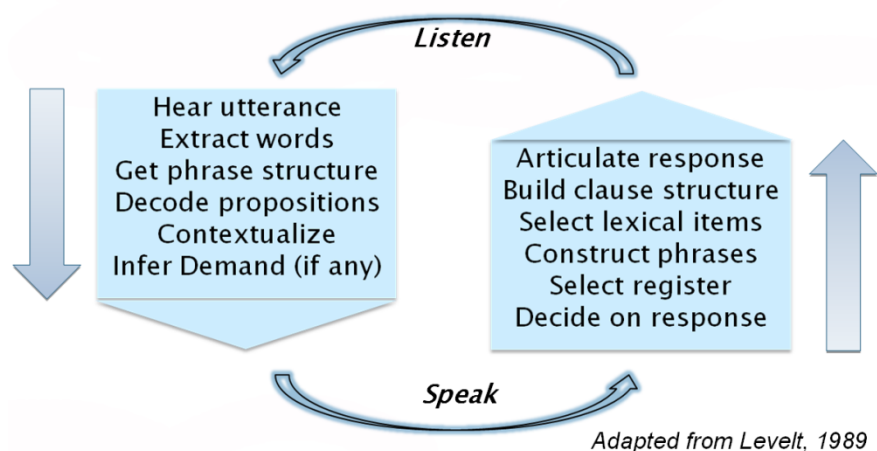 Listen
Hear utterance
Extract words
Get phrase structure
Decode propositions
Contextualize
Infer Demand (if any)
Articulate response
Build clause structure
Select lexical items
Construct phrases
Select register
Decide on response
Speak
Adapted from Levelt, 1989